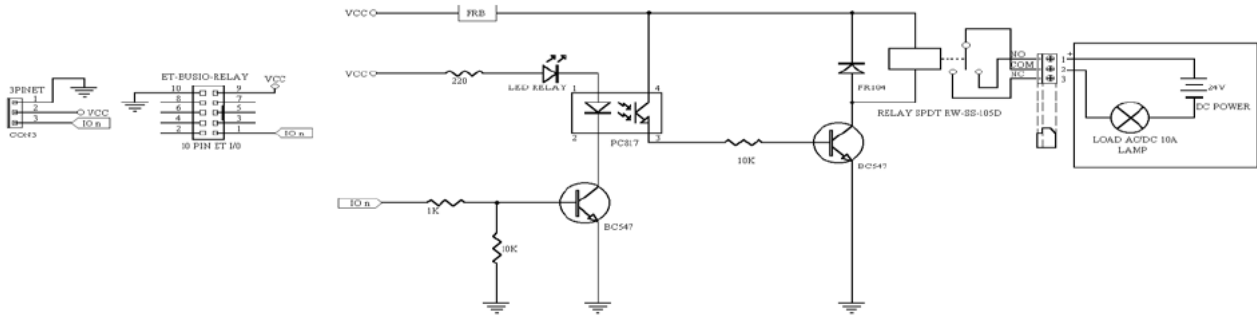 3PINET
1
2
3
VCC
IO n
CON3
ET-BUSIO-RELAY
VCC
10 9
8 7
6 5
4 3
2 1
IO n
10 PIN ET I/0
VCC
FRB
VCC
220
LED RELAY
1
4
2
3
PC817
IO n
1K
10K
BC547
10K
FR104
BC547
RELAY SPDT RW-SS-105D
NO
COM
NC
1
2
3
+
24V
DC POWER
LOAD AC/DC 10A
LAMP